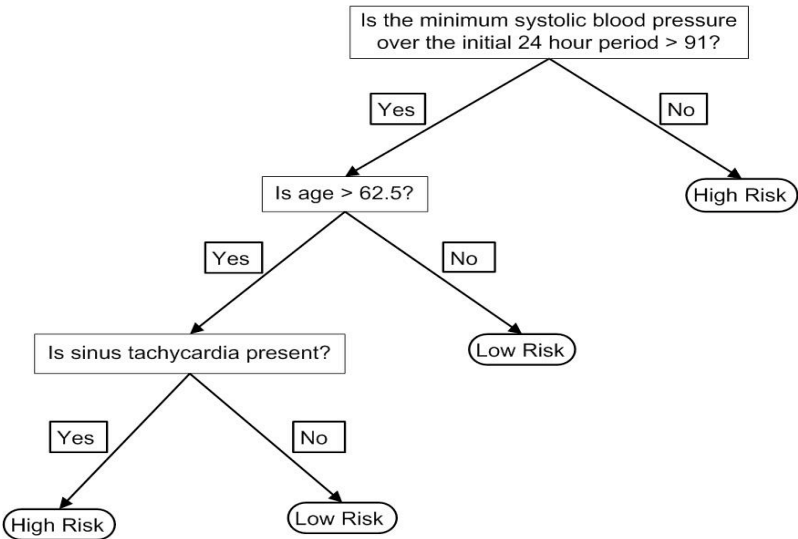 Is the minimum systolic blood pressure
over the initial 24 hour period > 91?
Yes
No
Is age > 62.5?
High Risk
Yes
No
Is sinus tachycardia present?
Low Risk
Yes
No
High Risk
Low Risk